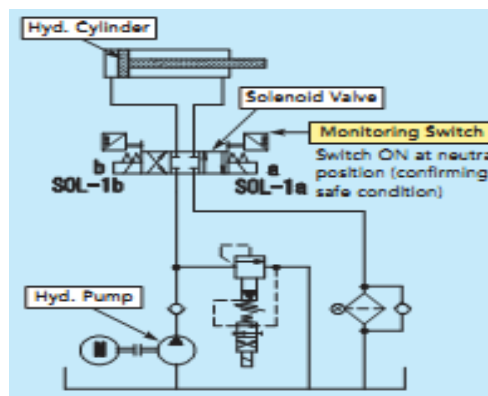 Hyd. Cylinder
Solenoid Valve
Monitoring Switch
Switch ON at neutra
position (confirming
safe condition)
b
a
SOL-1b
SOL-1a
Hyd. Pump
M